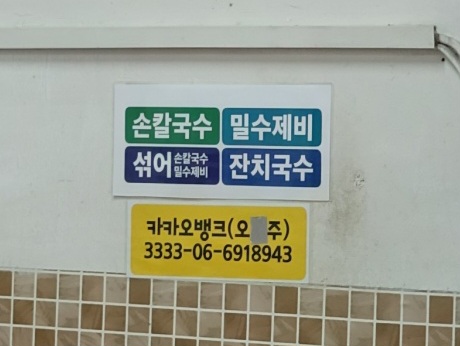 손칼국수 밀수제비
섞어 손칼국수 밀수제비 잔치국수
카카오뱅크(오 주)
3333-06-6918943